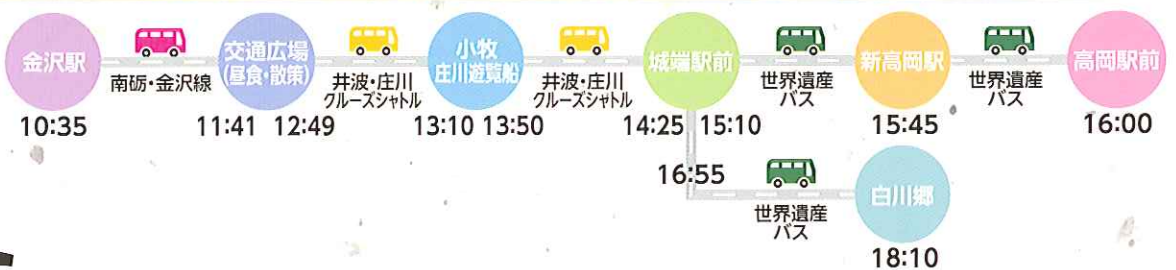 金沢駅
南砺・金沢線
交通広場
(昼食・散策)
井波・庄川
クルーズシャトル
小牧
庄川遊覧船
井波・庄川
クルーズシャトル
城端駅前
世界遺産
バス
新高岡駅
世界遺産
バス
高岡駅前
10:35
11:41 12:49
13:10 13:50
14:25 15:10
15:45
16:00
16:55
世界遺産
バス
白川郷
18:10